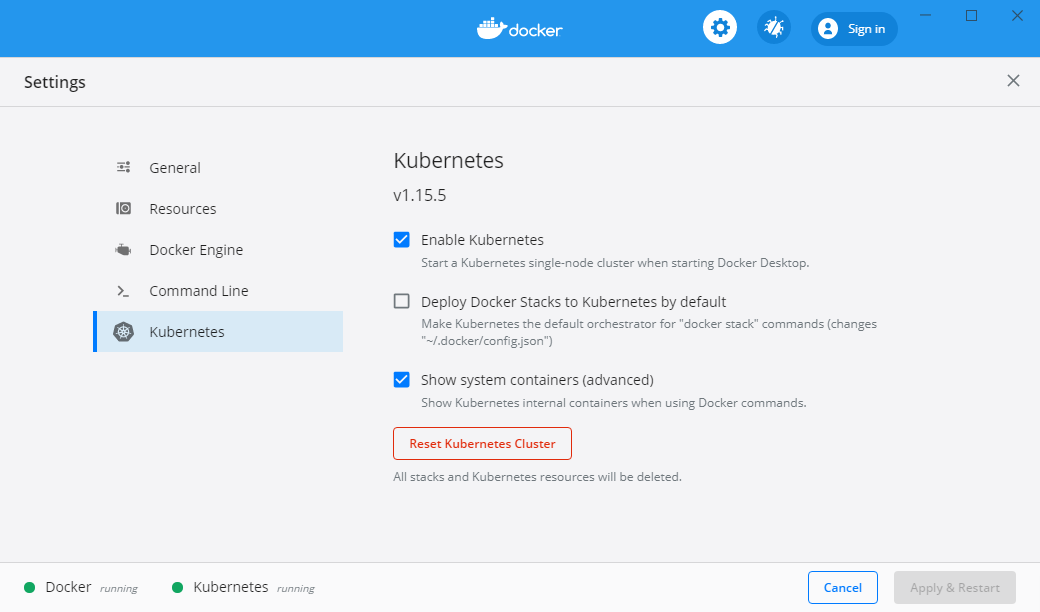 docker
Sign in
Settings
General
Resources
Docker Engine
Command Line
Kubernetes
Kubernetes
v1.15.5
Enable Kubernetes
Start a Kubernetes single-node cluster when starting Docker Desktop.
Deploy Docker Stacks to Kubernetes by default
Make Kubernetes the default orchestrator for "docker stack" commands (changes
"~/.docker/config.json")
Show system containers (advanced)
Show Kubernetes internal containers when using Docker commands.
Reset Kubernetes Cluster
All stacks and Kubernetes resources will be deleted.
Docker running
Kubernetes running
Cancel
Apply & Restart